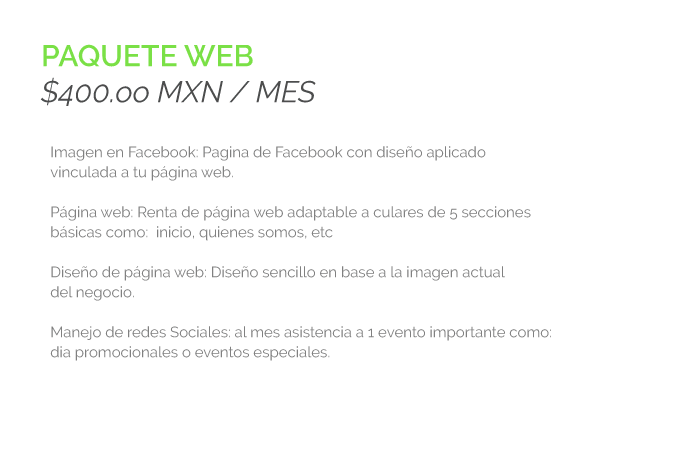 PAQUETE WEB
$400.00 MXN / MES
Imagen en Facebook: Pagina de Facebook con diseño aplicado
vinculada a tu página web.
Página web: Renta de página web adaptable a culares de 5 secciones
básicas como:  inicio, quienes somos, etc
Diseño de página web: Diseño sencillo en base a la imagen actual
del negocio.
Manejo de redes Sociales: al mes asistencia a 1 evento importante como:
dia promocionales o eventos especiales.